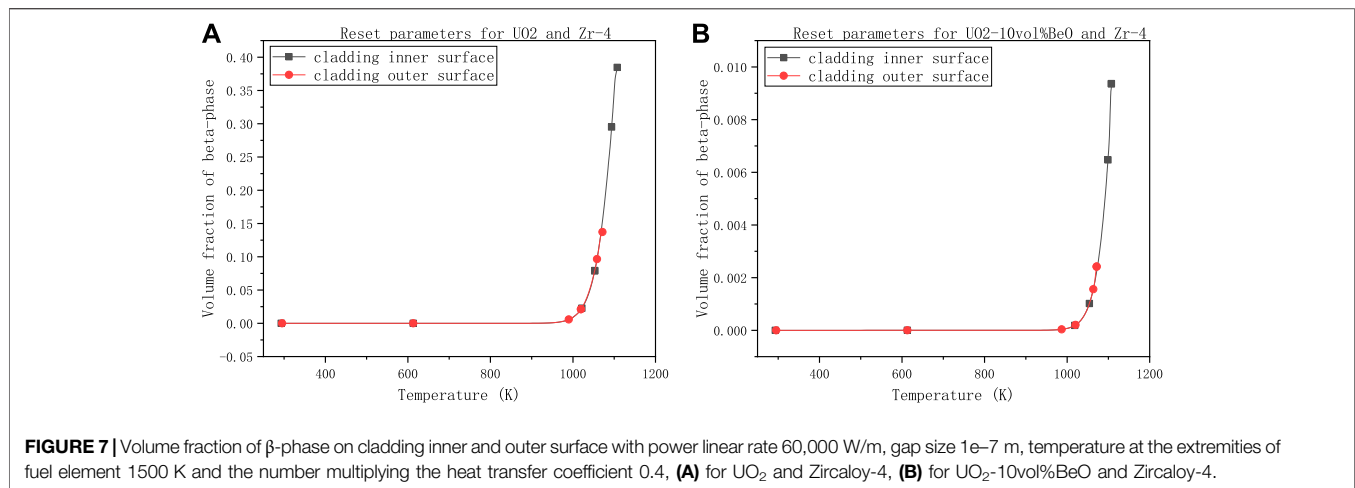 A
Reset parameters for UO2 and Zr-4
cladding inner surface
cladding outer surface
Volume fraction of beta-phase
0.40
0.35
0.30
0.25
0.20
0.15
0.10
0.05
0.00
-0.05
400 600 800 1000 1200
Temperature (K)
B
Reset parameters for UO2-10vol%BeO and Zr-4
cladding inner surface
cladding outer surface
Volume fraction of beta-phase
0.010
0.008
0.006
0.004
0.002
0.000
400 600 800 1000 1200
Temperature (K)
FIGURE 7 | Volume fraction of β-phase on cladding inner and outer surface with power linear rate 60,000 W/m, gap size 1e–7 m, temperature at the extremities of
fuel element 1500 K and the number multiplying the heat transfer coefficient 0.4, (A) for UO₂ and Zircaloy-4, (B) for UO₂-10vol%BeO and Zircaloy-4.